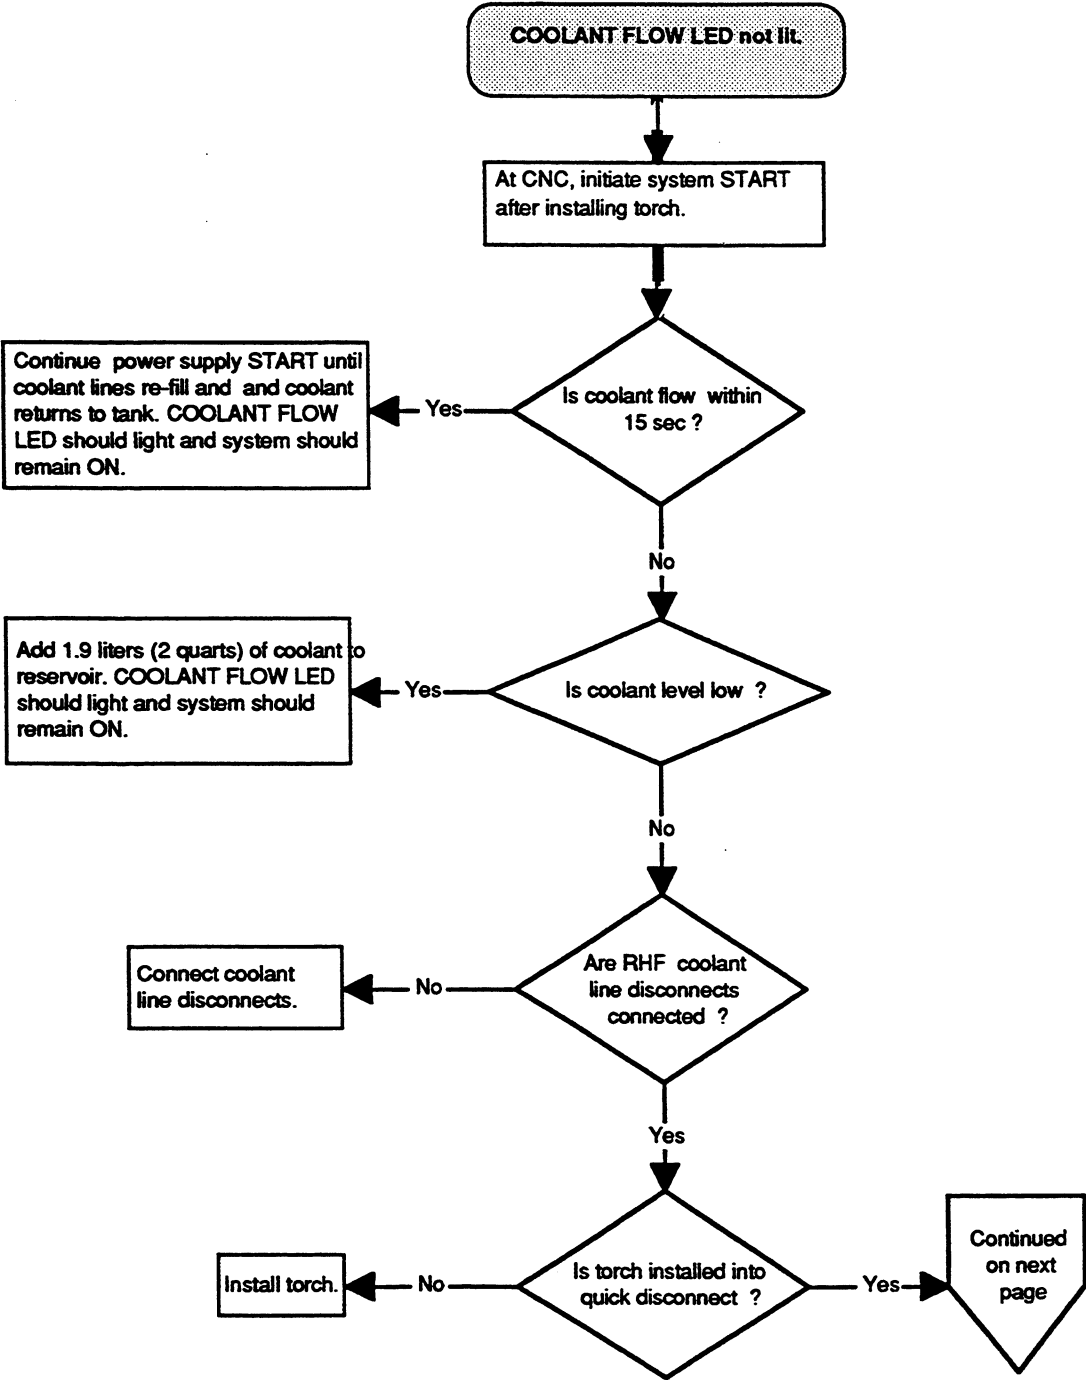 COOLANT FLOW LED not lit.
At CNC, initiate system START
after installing torch.
Is coolant flow within
15 sec ?
Yes
Continue power supply START until
coolant lines re-fill and and coolant
returns to tank. COOLANT FLOW
LED should light and system should
remain ON.
No
Is coolant level low ?
Yes
Add 1.9 liters (2 quarts) of coolant to
reservoir. COOLANT FLOW LED
should light and system should
remain ON.
No
Are RHF coolant
line disconnects
connected ?
No
Connect coolant
line disconnects.
Yes
Is torch installed into
quick disconnect ?
No
Install torch.
Yes
Continued
on next
page